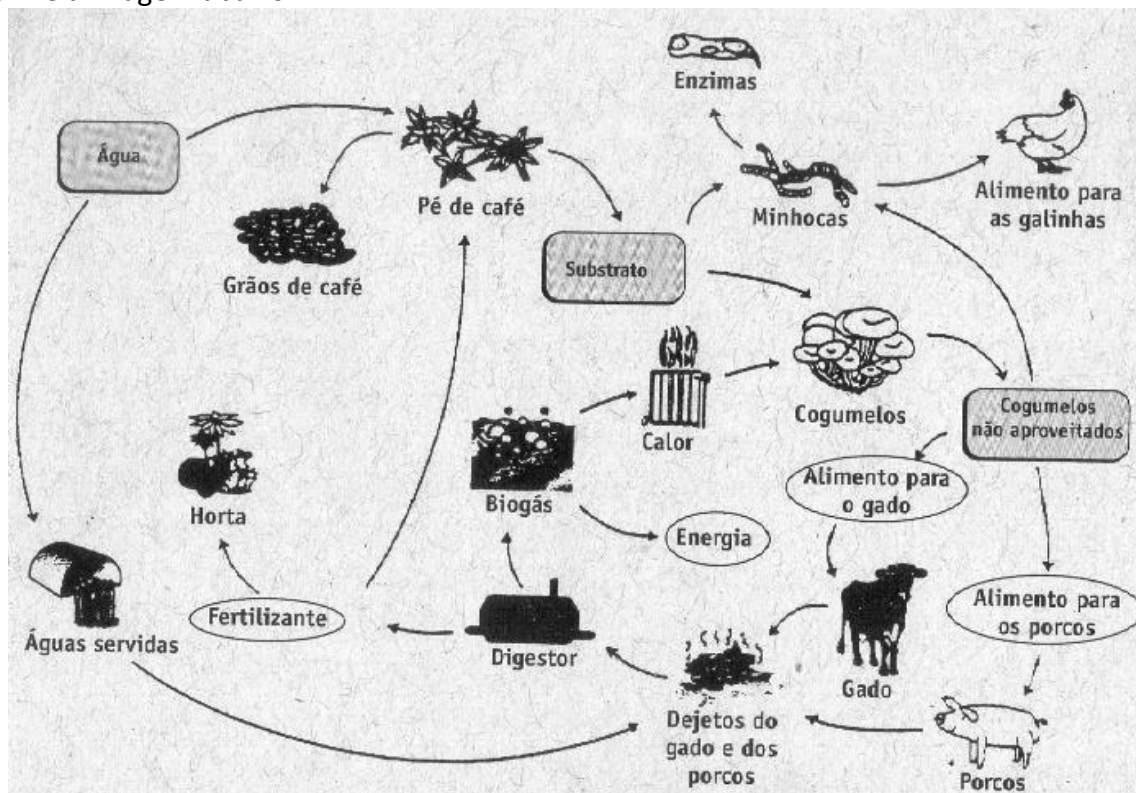 Enzimas
Água
Pé de café
Minhocas
Alimento para
as galinhas
Substrato
Grãos de café
Cogumelos
Cogumelos
não aproveitados
Calor
Alimento para
o gado
Biogás
Horta
Energia
Alimento para
os porcos
Fertilizante
Águas servidas
Digestor
Gado
Dejetos do
gado e dos
porcos
Porcos